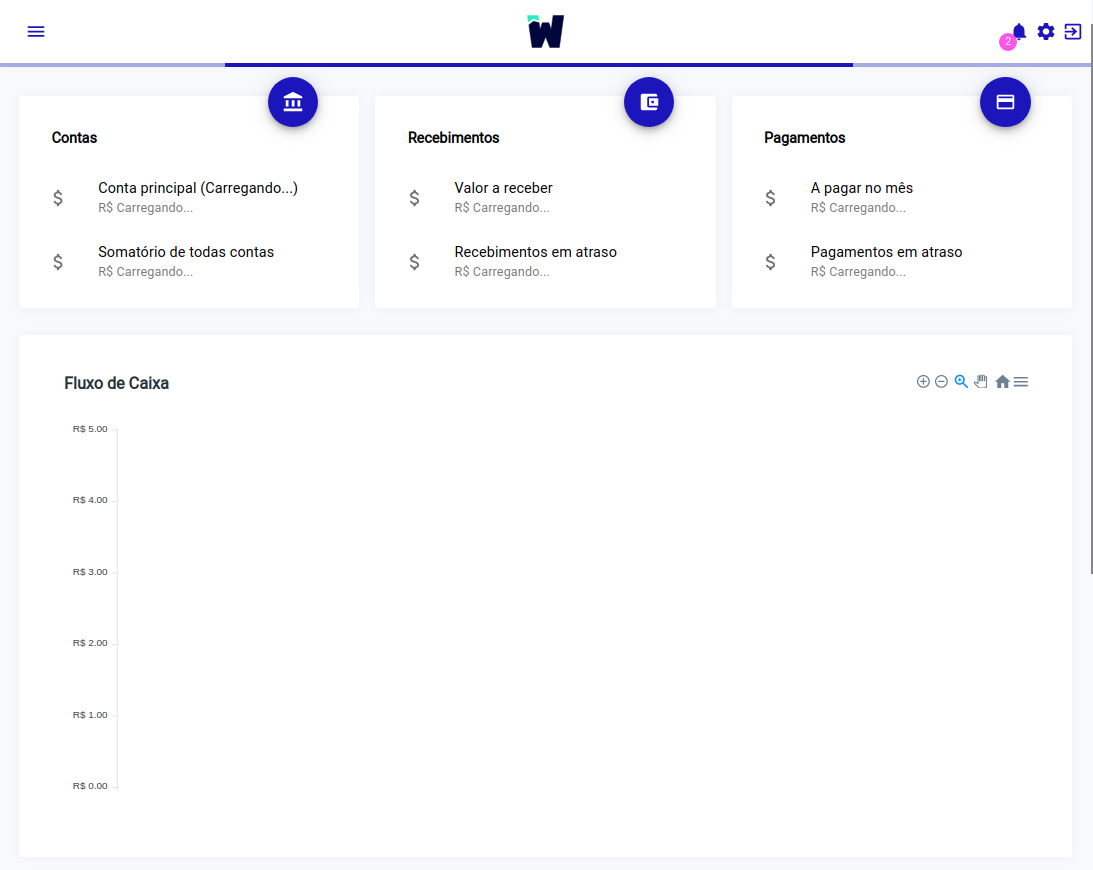 W
2
Contas
Conta principal (Carregando...)
R$ Carregando...
Somatório de todas contas
R$ Carregando...
Recebimentos
Valor a receber
R$ Carregando...
Recebimentos em atraso
R$ Carregando...
Pagamentos
A pagar no mês
R$ Carregando...
Pagamentos em atraso
R$ Carregando...
Fluxo de Caixa
R$ 5.00
R$ 4.00
R$ 3.00
R$ 2.00
R$ 1.00
R$ 0.00